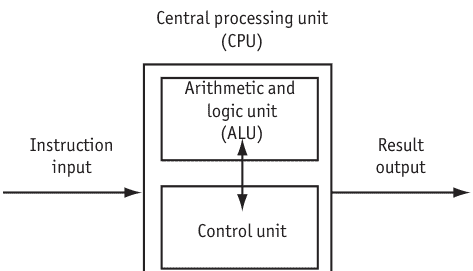 Central processing unit
(CPU)
Arithmetic and
logic unit
(ALU)
Instruction
input
Result
output
Control unit